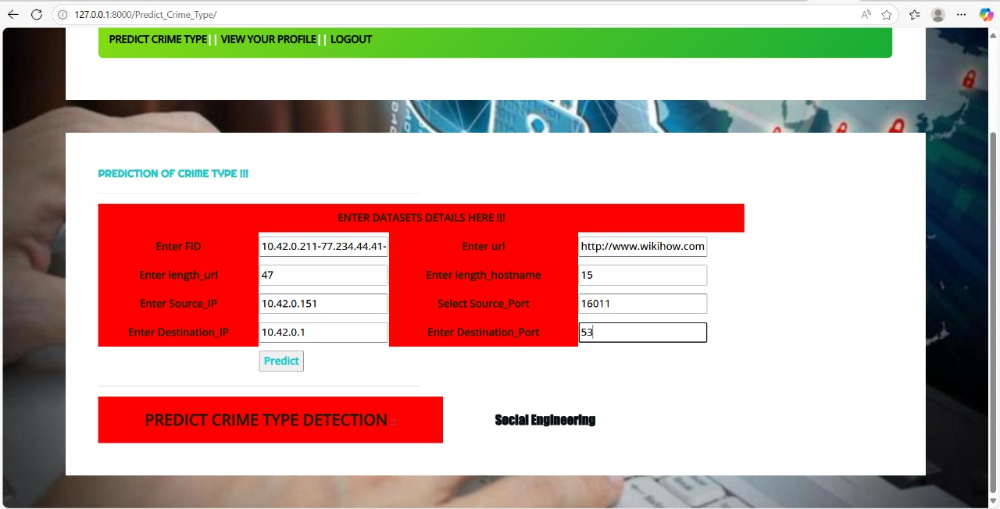 127.0.0.1:8000/Predict_Crime_Type/
PREDICT CRIME TYPE|| VIEW YOUR PROFILE|| LOGOUT
PREDICTION OF CRIME TYPE !!!
ENTER DATASETS DETAILS HERE !!!
Enter FID 10.42.0.211-77.234.44.41- Enter url http://www.wikihow.com
Enter length_url 47 Enter length_hostname 15
Enter Source_IP 10.42.0.151 Select Source_Port 16011
Enter Destination_IP 10.42.0.1 Enter Destination_Port 53
Predict
PREDICT CRIME TYPE DETECTION :: Social Engineering